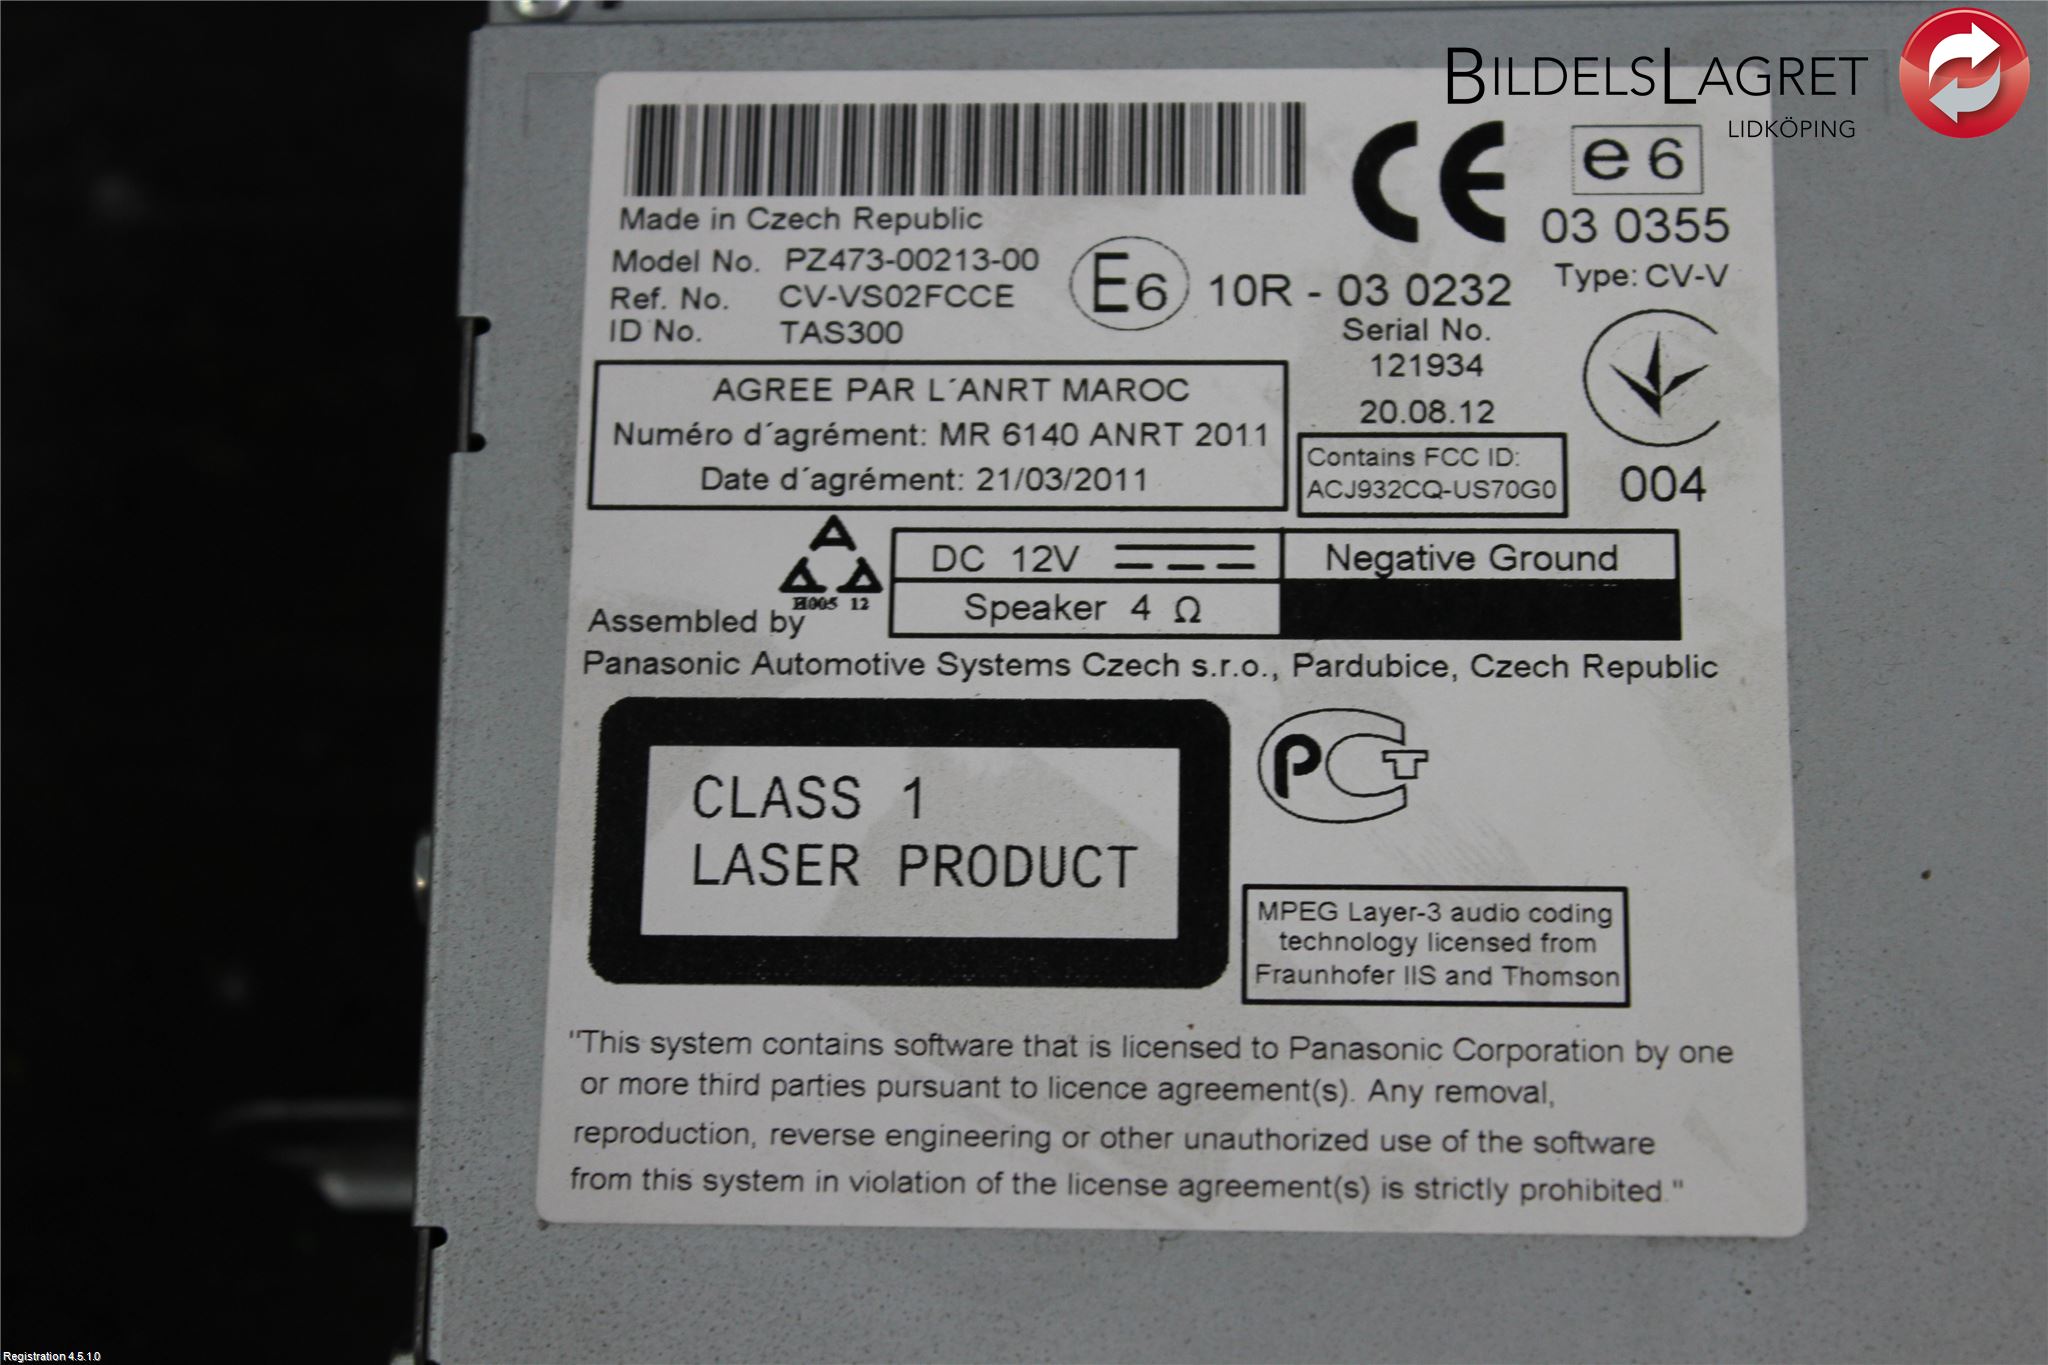 BILDELSLAGRET
LIDKÖPING
Made in Czech Republic
Model No. PZ473-00213-00
Ref. No. CV-VS02FCCE
ID No. TAS300
E6 10R - 03 0232
CE
e6
03 0355
Type: CV-V
Serial No.
121934
20.08.12
AGREE PAR L´ANRT MAROC
Numéro d´agrément: MR 6140 ANRT 2011
Date d´agrément: 21/03/2011
Contains FCC ID:
ACJ932CQ-US70G0
004
DC 12V
Negative Ground
Speaker 4 Ω
A
H005 12
Assembled by
Panasonic Automotive Systems Czech s.r.o., Pardubice, Czech Republic
CLASS 1
LASER PRODUCT
PCT
MPEG Layer-3 audio coding
technology licensed from
Fraunhofer IIS and Thomson
"This system contains software that is licensed to Panasonic Corporation by one
or more third parties pursuant to licence agreement(s). Any removal,
reproduction, reverse engineering or other unauthorized use of the software
from this system in violation of the license agreement(s) is strictly prohibited."
Registration 4.5.1.0